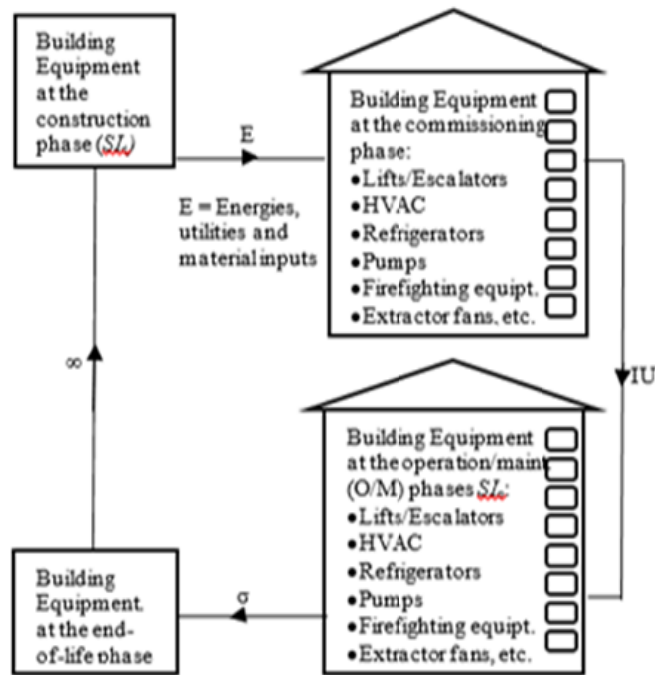 Building
Equipment
at the
construction
phase (SL)
E
E = Energies,
utilities and
material inputs
Building Equipment
at the commissioning
phase:
•Lifts/Escalators
•HVAC
•Refrigerators
•Pumps
•Firefighting equipt.
•Extractor fans, etc.
IU
∞
Building Equipment
at the operation/maint.
(O/M) phases
•Lifts/Escalators
•HVAC
•Refrigerators
•Pumps
•Firefighting equipt.
•Extractor fans, etc.
σ
Building
Equipment
at the end-
of-life phase